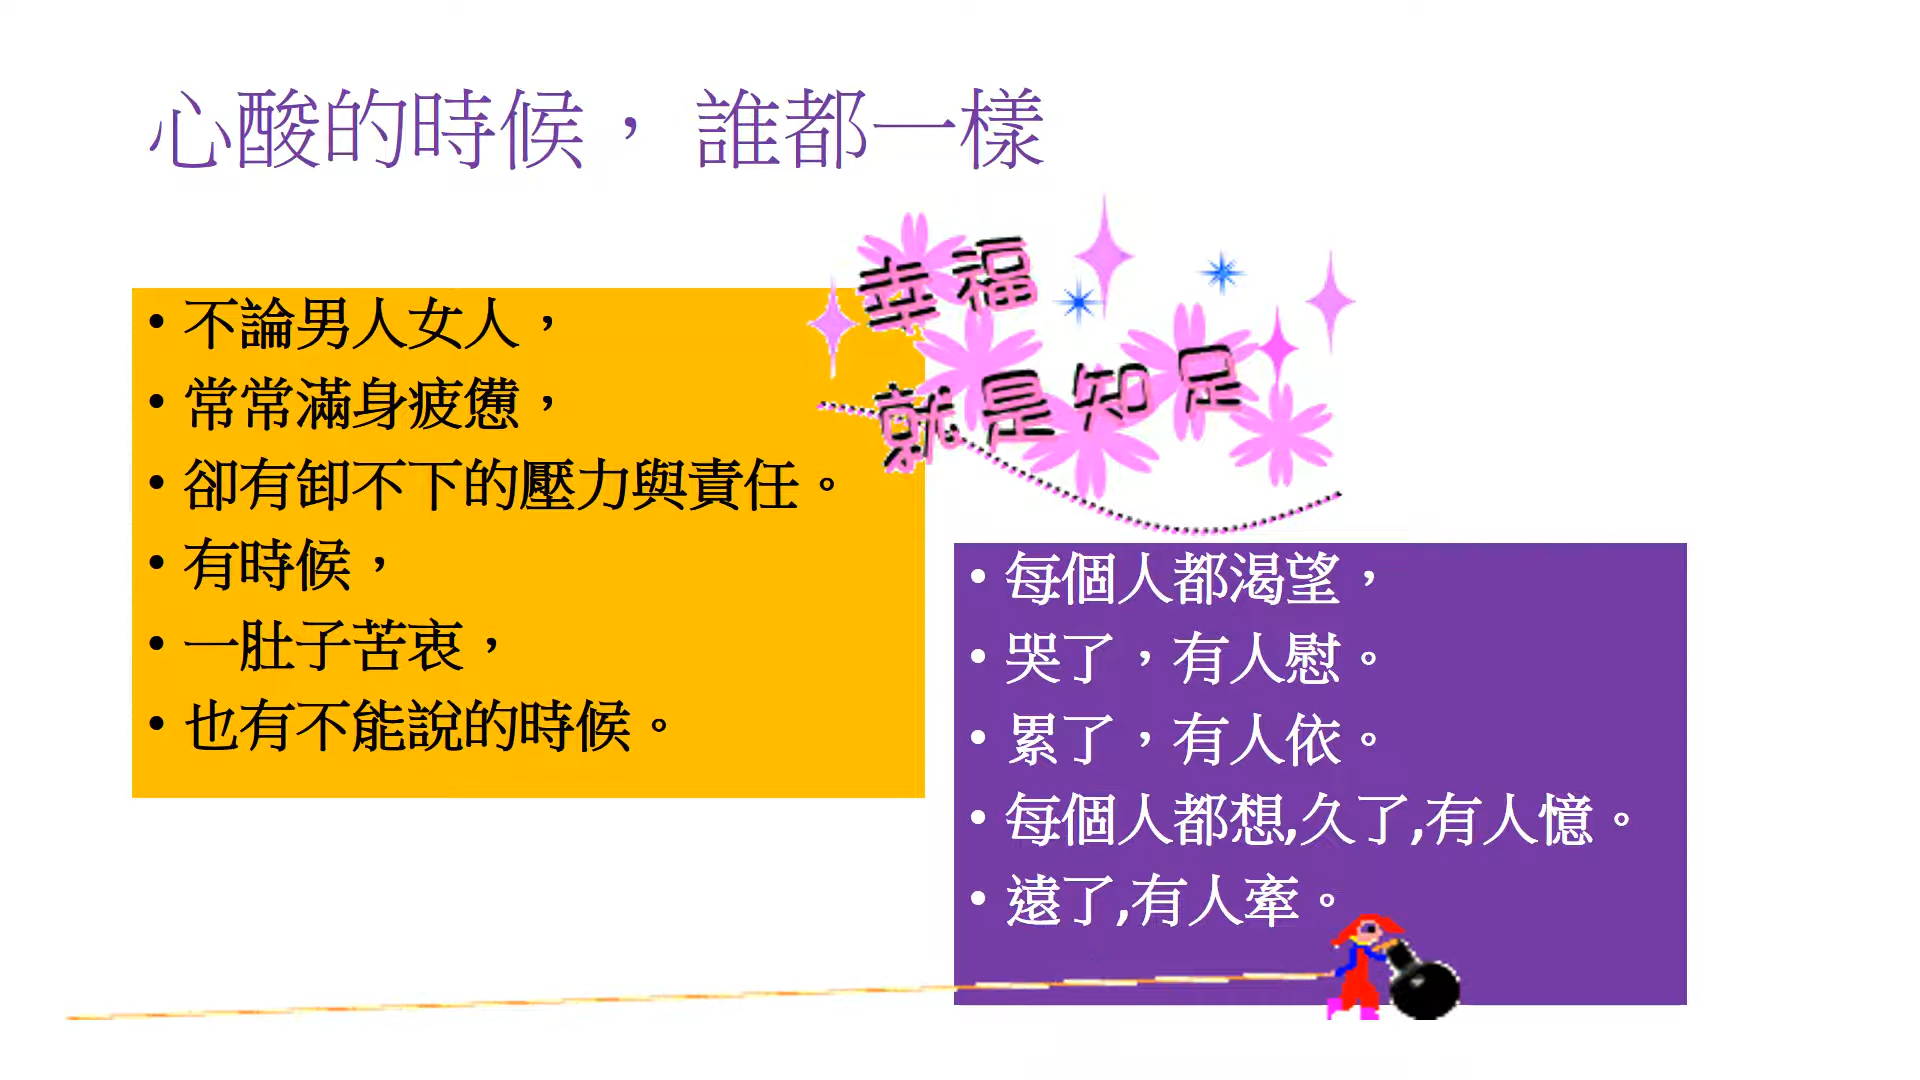 心酸的時候， 誰都一樣
幸福
就是知足
• 不論男人女人，
• 常常滿身疲憊，
• 卻有卸不下的壓力與責任。
• 有時候，
• 一肚子苦衷，
• 也有不能說的時候。
• 每個人都渴望，
• 哭了，有人慰。
• 累了，有人依。
• 每個人都想,久了,有人憶。
• 遠了,有人牽。